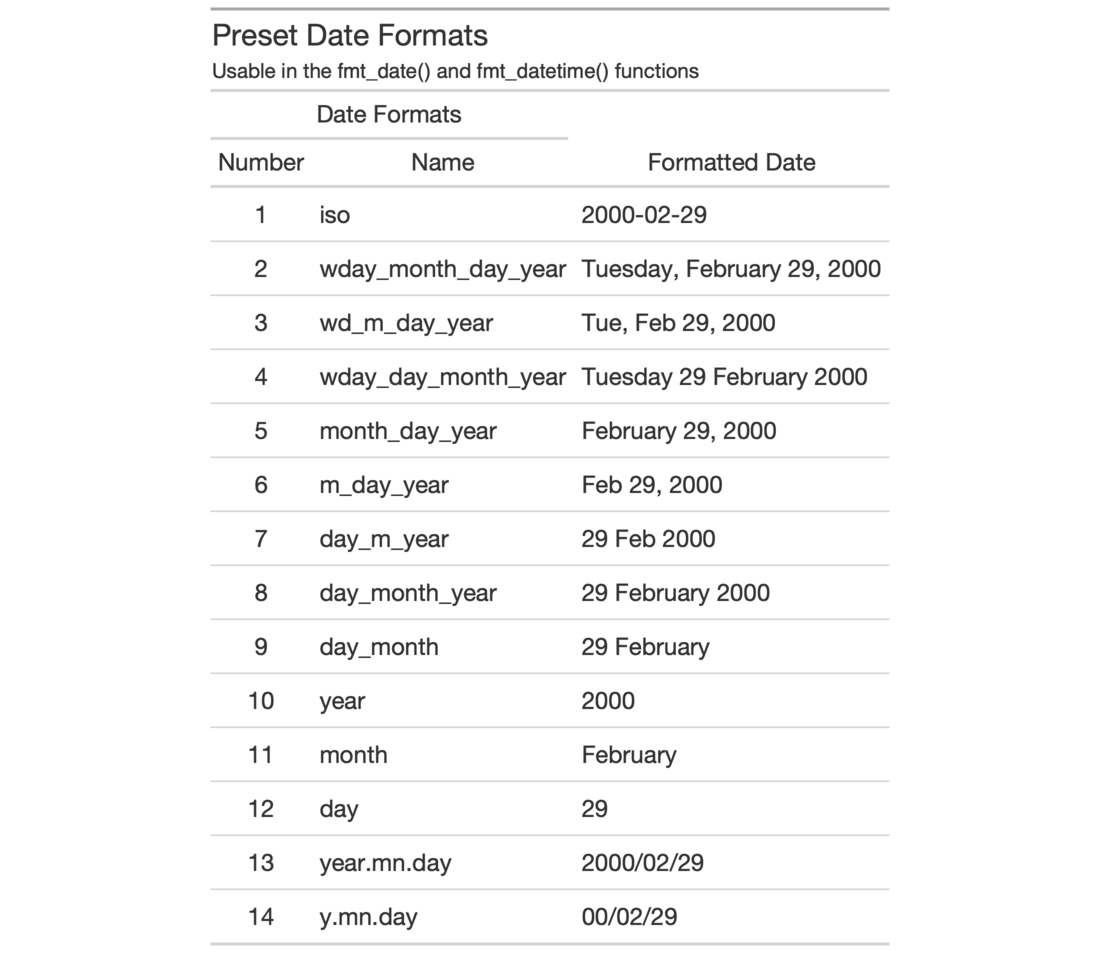 Preset Date Formats
Usable in the fmt_date() and fmt_datetime() functions
Date Formats
Number Name Formatted Date
1 iso 2000-02-29
2 wday_month_day_year Tuesday, February 29, 2000
3 wd_m_day_year Tue, Feb 29, 2000
4 wday_day_month_year Tuesday 29 February 2000
5 month_day_year February 29, 2000
6 m_day_year Feb 29, 2000
7 day_m_year 29 Feb 2000
8 day_month_year 29 February 2000
9 day_month 29 February
10 year 2000
11 month February
12 day 29
13 year.mn.day 2000/02/29
14 y.mn.day 00/02/29